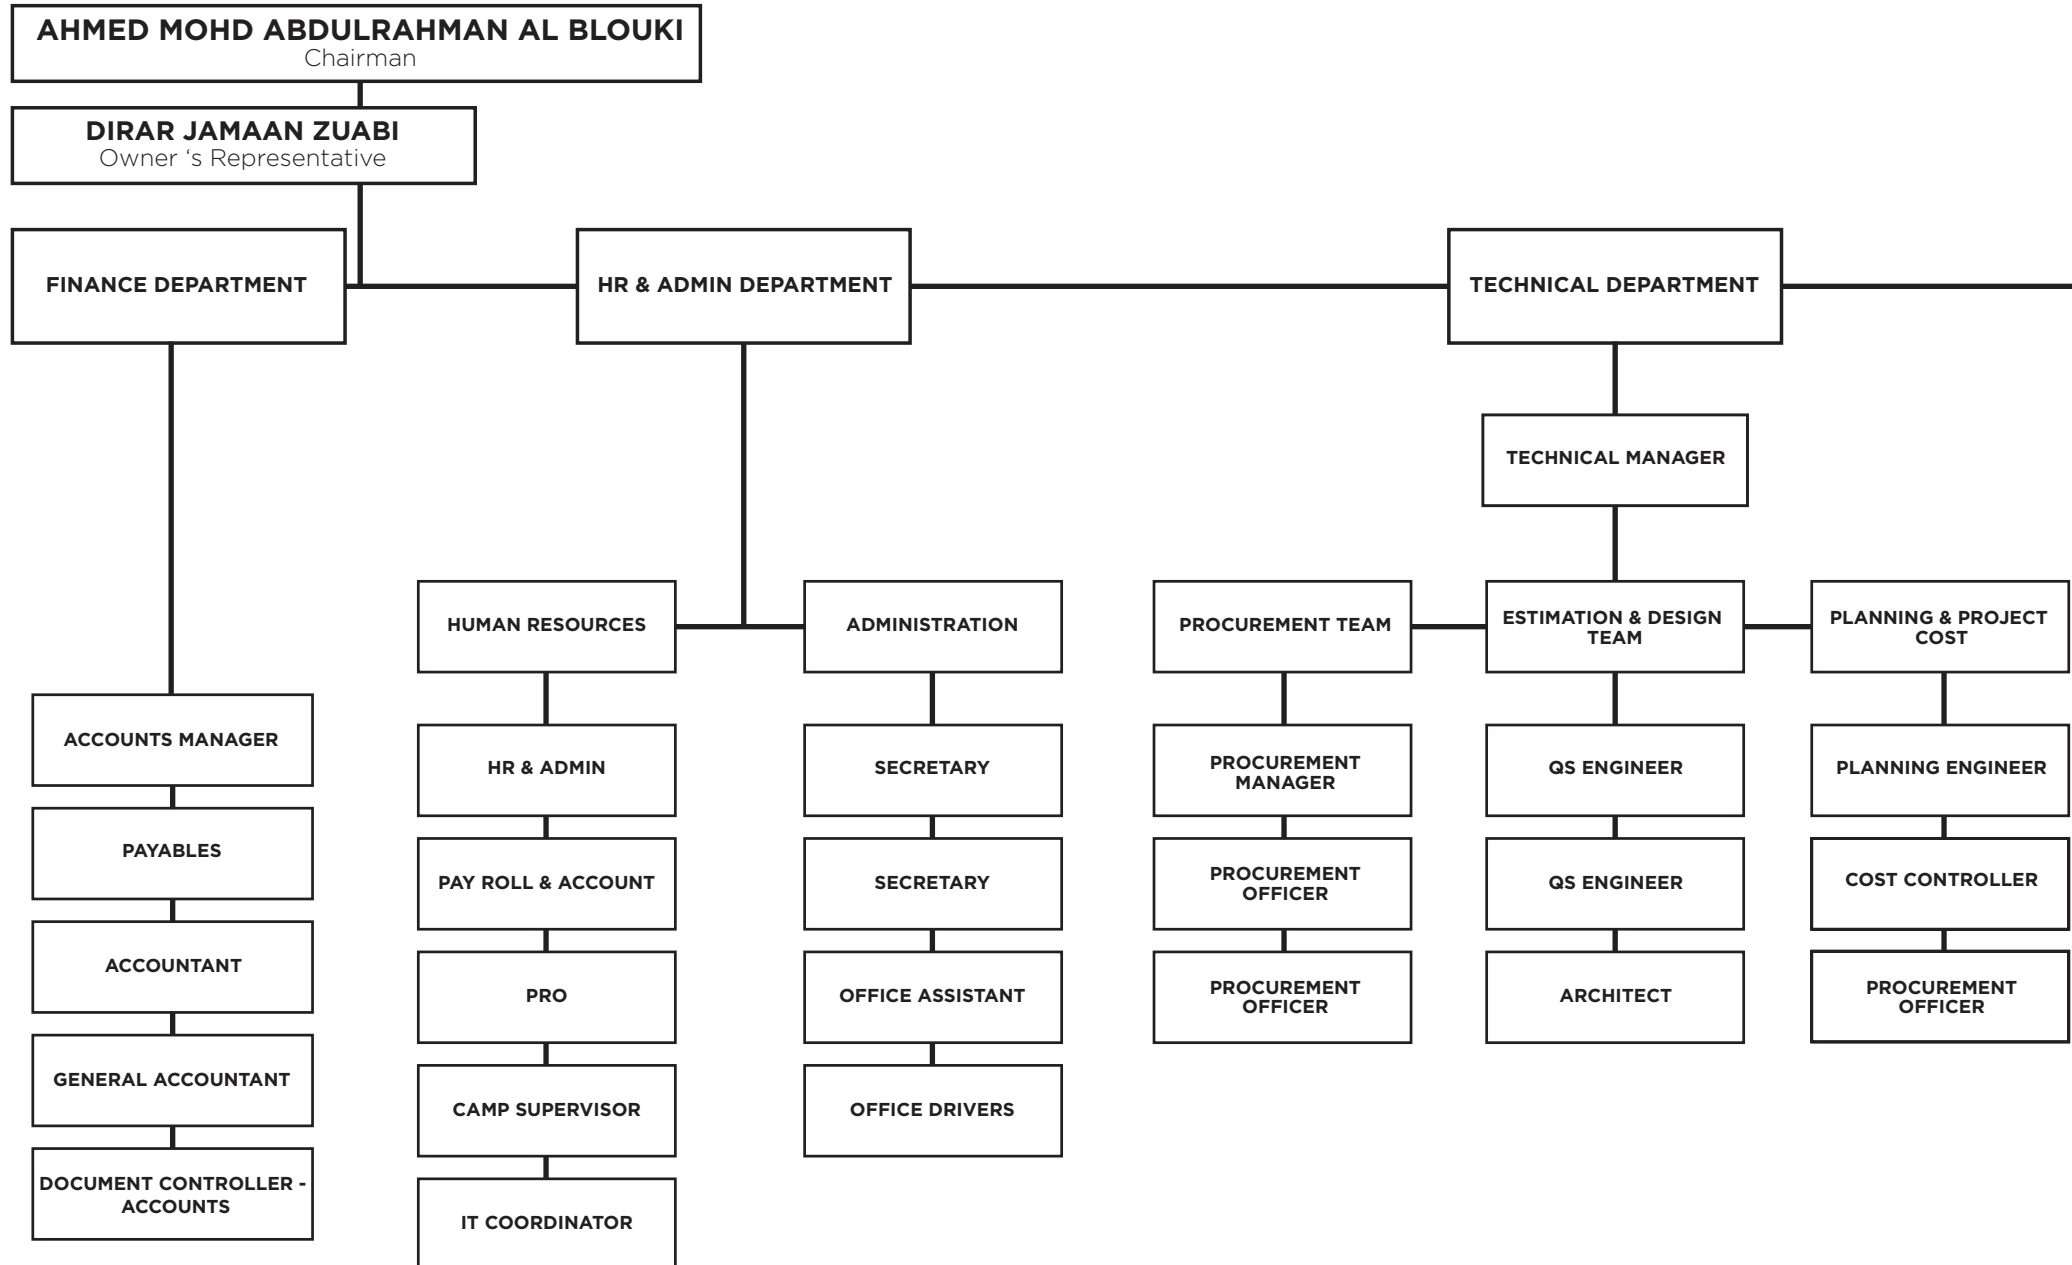 AHMED MOHD ABDULRAHMAN AL BLOUKI
Chairman
DIRAR JAMAAN ZUABI
Owner ‘s Representative
FINANCE DEPARTMENT
HR & ADMIN DEPARTMENT
TECHNICAL DEPARTMENT
ACCOUNTS MANAGER
PAYABLES
ACCOUNTANT
GENERAL ACCOUNTANT
DOCUMENT CONTROLLER -
ACCOUNTS
HUMAN RESOURCES
HR & ADMIN
PAY ROLL & ACCOUNT
PRO
CAMP SUPERVISOR
IT COORDINATOR
ADMINISTRATION
SECRETARY
SECRETARY
OFFICE ASSISTANT
OFFICE DRIVERS
TECHNICAL MANAGER
PROCUREMENT TEAM
PROCUREMENT
MANAGER
PROCUREMENT
OFFICER
PROCUREMENT
OFFICER
ESTIMATION & DESIGN
TEAM
QS ENGINEER
QS ENGINEER
ARCHITECT
PLANNING & PROJECT
COST
PLANNING ENGINEER
COST CONTROLLER
PROCUREMENT
OFFICER